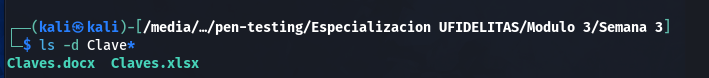 ┌──(kali㉿kali)-[/media/…/pen-testing/Especializacion UFIDELITAS/Modulo 3/Semana 3]
└─$ ls -d Clave*
Claves.docx  Claves.xlsx